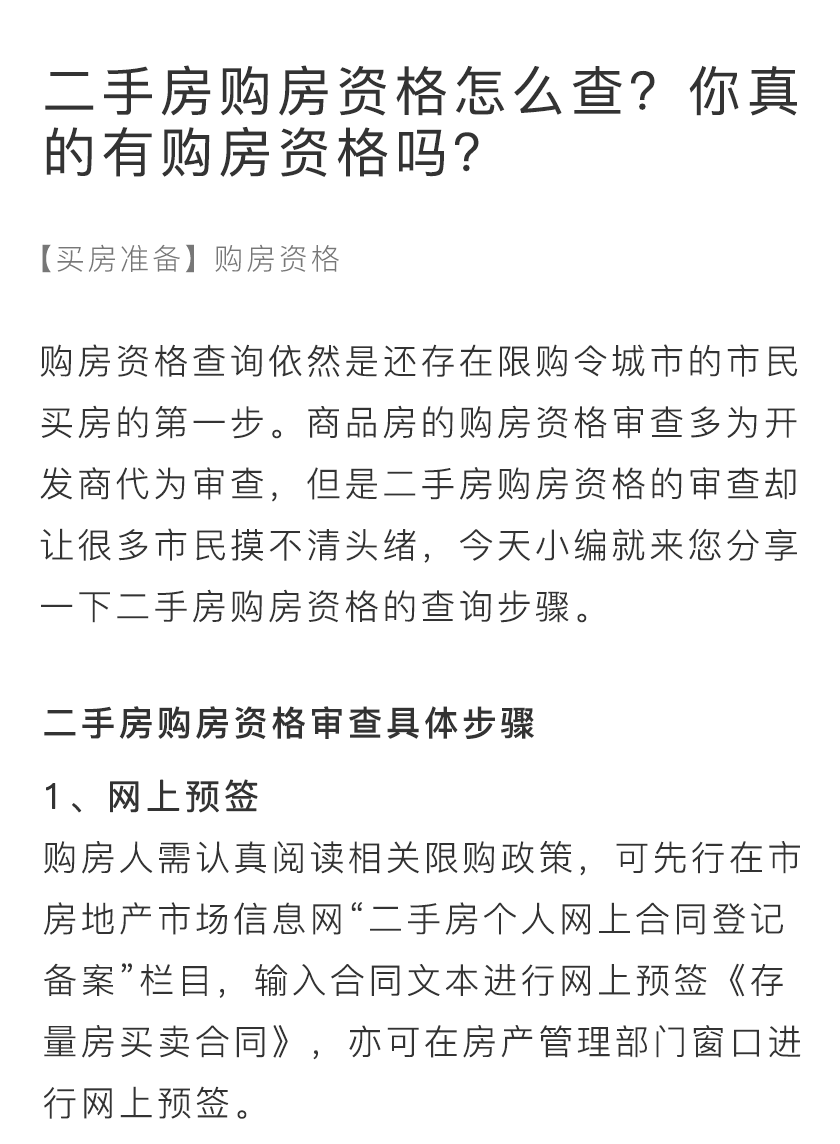 二手房购房资格怎么查？你真
的有购房资格吗？
【买房准备】购房资格
购房资格查询依然是还存在限购令城市的市民
买房的第一步。商品房的购房资格审查多为开
发商代为审查，但是二手房购房资格的审查却
让很多市民摸不清头绪，今天小编就来您分享
一下二手房购房资格的查询步骤。
二手房购房资格审查具体步骤
1、网上预签
购房人需认真阅读相关限购政策，可先行在市
房地产市场信息网“二手房个人网上合同登记
备案”栏目，输入合同文本进行网上预签《存
量房买卖合同》，亦可在房产管理部门窗口进
行网上预签。